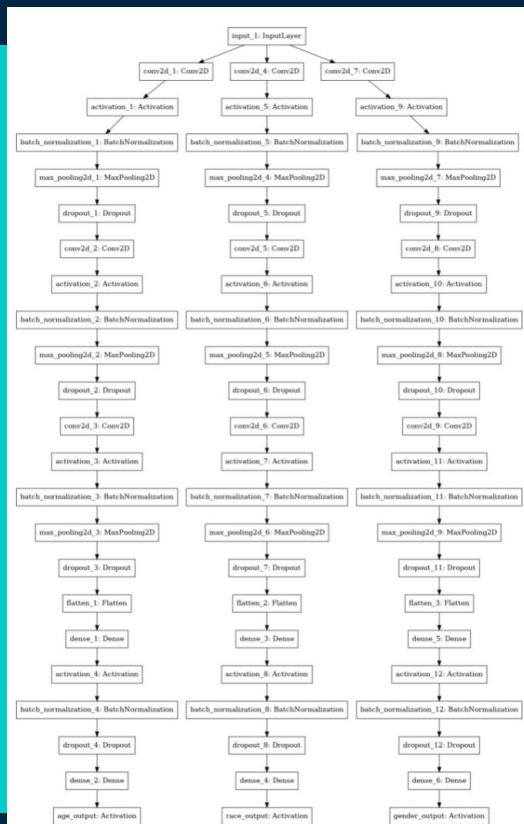 input_1: InputLayer
conv2d_1: Conv2D conv2d_4: Conv2D conv2d_7: Conv2D
activation_1: Activation activation_5: Activation activation_9: Activation
batch_normalization_1: BatchNormalization batch_normalization_5: BatchNormalization batch_normalization_9: BatchNormalization
max_pooling2d_1: MaxPooling2D max_pooling2d_4: MaxPooling2D max_pooling2d_7: MaxPooling2D
dropout_1: Dropout dropout_5: Dropout dropout_9: Dropout
conv2d_2: Conv2D conv2d_5: Conv2D conv2d_8: Conv2D
activation_2: Activation activation_6: Activation activation_10: Activation
batch_normalization_2: BatchNormalization batch_normalization_6: BatchNormalization batch_normalization_10: BatchNormalization
max_pooling2d_2: MaxPooling2D max_pooling2d_5: MaxPooling2D max_pooling2d_8: MaxPooling2D
dropout_2: Dropout dropout_6: Dropout dropout_10: Dropout
conv2d_3: Conv2D conv2d_6: Conv2D conv2d_9: Conv2D
activation_3: Activation activation_7: Activation activation_11: Activation
batch_normalization_3: BatchNormalization batch_normalization_7: BatchNormalization batch_normalization_11: BatchNormalization
max_pooling2d_3: MaxPooling2D max_pooling2d_6: MaxPooling2D max_pooling2d_9: MaxPooling2D
dropout_3: Dropout dropout_7: Dropout dropout_11: Dropout
flatten_1: Flatten flatten_2: Flatten flatten_3: Flatten
dense_1: Dense dense_3: Dense dense_5: Dense
activation_4: Activation activation_8: Activation activation_12: Activation
batch_normalization_4: BatchNormalization batch_normalization_8: BatchNormalization batch_normalization_12: BatchNormalization
dropout_4: Dropout dropout_8: Dropout dropout_12: Dropout
dense_2: Dense dense_4: Dense dense_6: Dense
age_output: Activation race_output: Activation gender_output: Activation